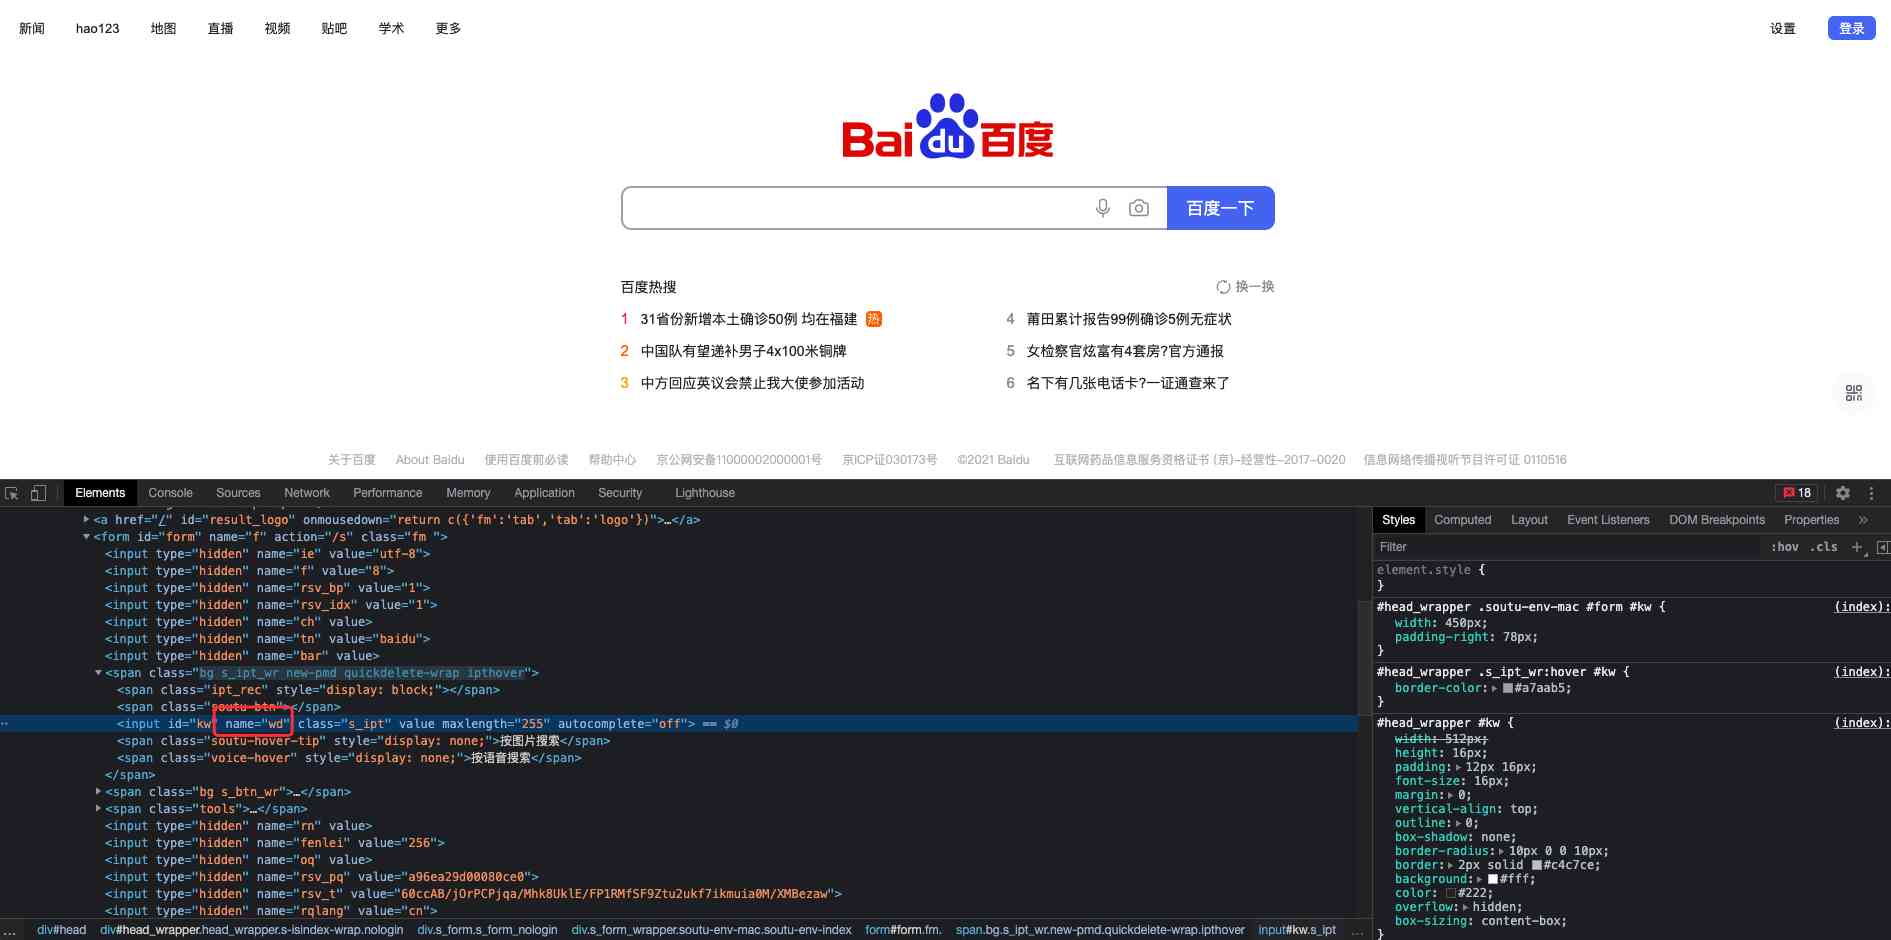 新闻 hao123 地图 直播 视频 贴吧 学术 更多 设置 登录
Bai du 百度
百度一下
百度热搜 换一换
1 31省份新增本土确诊50例 均在福建 热
2 中国队有望递补男子4x100米铜牌
3 中方回应英议会禁止我大使参加活动
4 莆田累计报告99例确诊5例无症状
5 女检察官炫富有4套房?官方通报
6 名下有几张电话卡?一证通查来了
关于百度 About Baidu 使用百度前必读 帮助中心 京公网安备11000002000001号 京ICP证030173号 ©2021 Baidu 互联网药品信息服务资格证书 (京)-经营性-2017-0020 信息网络传播视听节目许可证 0110516
Elements Console Sources Network Performance Memory Application Security Lighthouse 18
<a href="/" id="result_logo" onmousedown="return c({'fm':'tab','tab':'logo'})">…</a>
<form id="form" name="f" action="/s" class="fm ">
<input type="hidden" name="ie" value="utf-8">
<input type="hidden" name="f" value="8">
<input type="hidden" name="rsv_bp" value="1">
<input type="hidden" name="rsv_idx" value="1">
<input type="hidden" name="ch" value>
<input type="hidden" name="tn" value="baidu">
<input type="hidden" name="bar" value>
<span class="bg s_ipt_wr new-pmd quickdelete-wrap ipthover">
<span class="ipt_rec" style="display: block;"></span>
<span class="soutu-btn"></span>
<input id="kw" name="wd" class="s_ipt" value maxlength="255" autocomplete="off"> == $0
<span class="soutu-hover-tip" style="display: none;">按图片搜索</span>
<span class="voice-hover" style="display: none;">按语音搜索</span>
</span>
<span class="bg s_btn_wr">…</span>
<span class="tools">…</span>
<input type="hidden" name="rn" value>
<input type="hidden" name="fenlei" value="256">
<input type="hidden" name="oq" value>
<input type="hidden" name="rsv_pq" value="a96ea29d00080ce0">
<input type="hidden" name="rsv_t" value="60ccAB/jOrPCPjqa/Mhk8UklE/FP1RMfSF9Ztu2ukf7ikmuia0M/XMBezaw">
<input type="hidden" name="rqlang" value="cn">
… div#head div#head_wrapper.head_wrapper.s-isindex-wrap.nologin div.s_form.s_form_nologin div.s_form_wrapper.soutu-env-mac.soutu-env-index form#form.fm. span.bg.s_ipt_wr.new-pmd.quickdelete-wrap.ipthover input#kw.s_ipt …
Styles Computed Layout Event Listeners DOM Breakpoints Properties »
Filter :hov .cls +
element.style {
}
#head_wrapper .soutu-env-mac #form #kw { (index):
width: 450px;
padding-right: 78px;
}
#head_wrapper .s_ipt_wr:hover #kw { (index):
border-color: #a7aab5;
}
#head_wrapper #kw { (index):
width: 512px;
height: 16px;
padding: 12px 16px;
font-size: 16px;
margin: 0;
vertical-align: top;
outline: 0;
box-shadow: none;
border-radius: 10px 0 0 10px;
border: 2px solid #c4c7ce;
background: #fff;
color: #222;
overflow: hidden;
box-sizing: content-box;
}